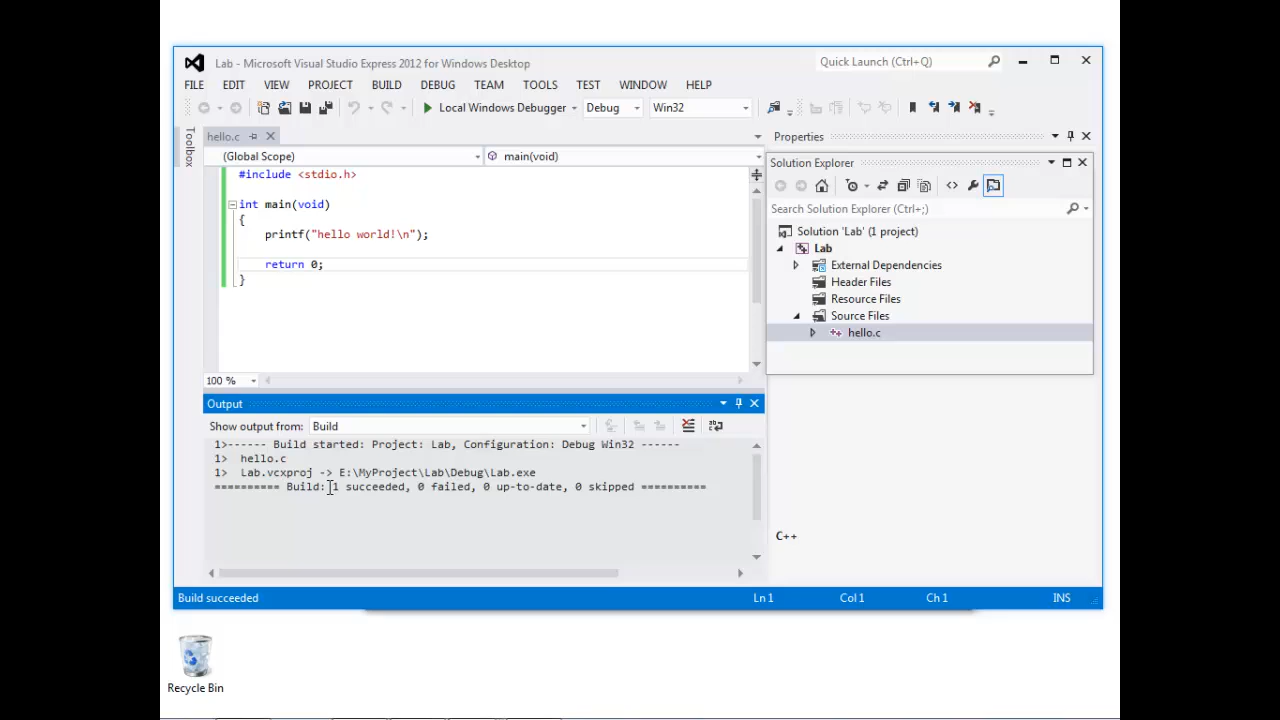 Lab - Microsoft Visual Studio Express 2012 for Windows Desktop
Quick Launch (Ctrl+Q)
FILE EDIT VIEW PROJECT BUILD DEBUG TEAM TOOLS TEST WINDOW HELP
Local Windows Debugger Debug Win32
Toolbox
hello.c
(Global Scope) main(void)
#include <stdio.h>
int main(void)
{
printf("hello world!\n");
return 0;
}
100 %
Output
Show output from: Build
1>------ Build started: Project: Lab, Configuration: Debug Win32 ------
1> hello.c
1> Lab.vcxproj -> E:\MyProject\Lab\Debug\Lab.exe
========== Build: 1 succeeded, 0 failed, 0 up-to-date, 0 skipped ==========
Properties
Solution Explorer
Search Solution Explorer (Ctrl+;)
Solution 'Lab' (1 project)
Lab
External Dependencies
Header Files
Resource Files
Source Files
hello.c
C++
Build succeeded Ln 1 Col 1 Ch 1 INS
Recycle Bin